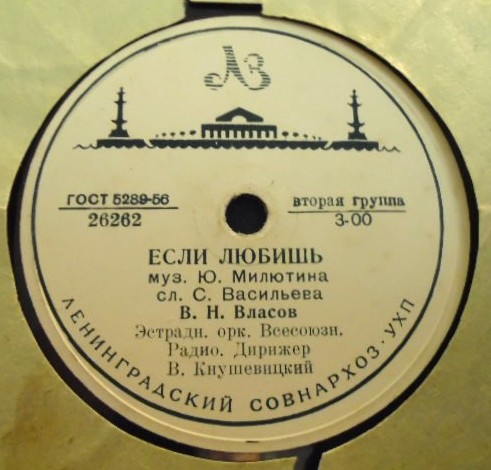 ЛЗ
ГОСТ 5289-56
26262
вторая группа
3-00
ЕСЛИ ЛЮБИШЬ
муз. Ю. Милютина
сл. С. Васильева
В. Н. Власов
Эстрадн. орк. Всесоюзн.
Радио. Дирижер
В. Кнушевицкий
ЛЕНИНГРАДСКИЙ СОВНАРХОЗ · УХП